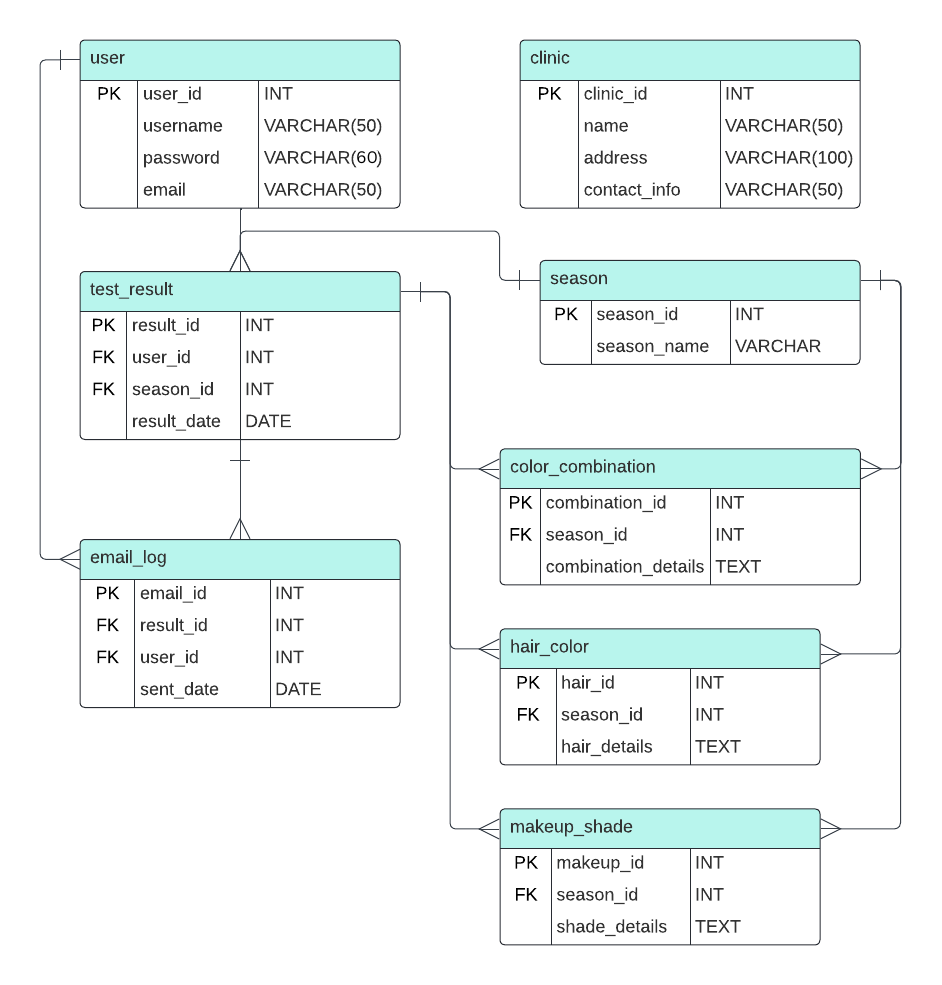 user
PK user_id INT
username VARCHAR(50)
password VARCHAR(60)
email VARCHAR(50)
clinic
PK clinic_id INT
name VARCHAR(50)
address VARCHAR(100)
contact_info VARCHAR(50)
test_result
PK result_id INT
FK user_id INT
FK season_id INT
result_date DATE
season
PK season_id INT
season_name VARCHAR
color_combination
PK combination_id INT
FK season_id INT
combination_details TEXT
email_log
PK email_id INT
FK result_id INT
FK user_id INT
sent_date DATE
hair_color
PK hair_id INT
FK season_id INT
hair_details TEXT
makeup_shade
PK makeup_id INT
FK season_id INT
shade_details TEXT